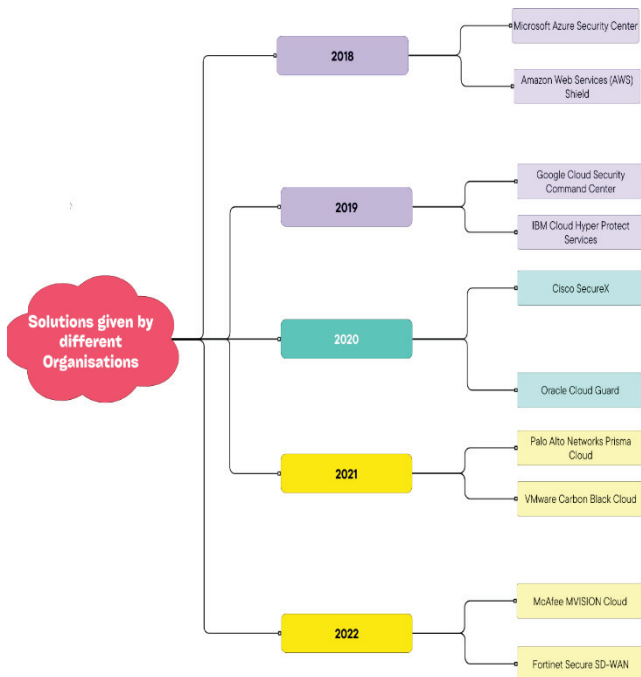 Microsoft Azure Security Center
2018
Amazon Web Services (AWS)
Shield
Google Cloud Security
Command Center
2019
IBM Cloud Hyper Protect
Services
Cisco SecureX
Solutions given by
different
Organisations
2020
Oracle Cloud Guard
Palo Alto Networks Prisma
Cloud
2021
VMware Carbon Black Cloud
McAfee MVISION Cloud
2022
Fortinet Secure SD-WAN